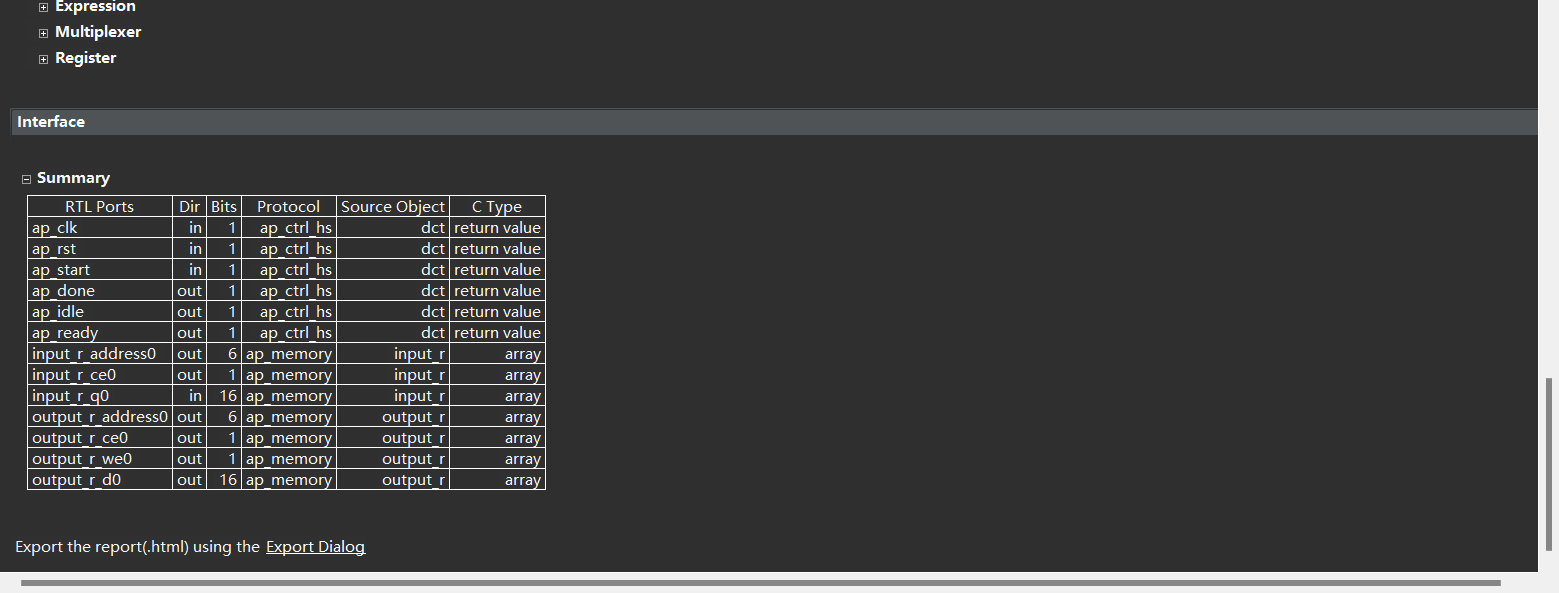 Expression
Multiplexer
Register
Interface
Summary
RTL Ports Dir Bits Protocol Source Object C Type
ap_clk in 1 ap_ctrl_hs dct return value
ap_rst in 1 ap_ctrl_hs dct return value
ap_start in 1 ap_ctrl_hs dct return value
ap_done out 1 ap_ctrl_hs dct return value
ap_idle out 1 ap_ctrl_hs dct return value
ap_ready out 1 ap_ctrl_hs dct return value
input_r_address0 out 6 ap_memory input_r array
input_r_ce0 out 1 ap_memory input_r array
input_r_q0 in 16 ap_memory input_r array
output_r_address0 out 6 ap_memory output_r array
output_r_ce0 out 1 ap_memory output_r array
output_r_we0 out 1 ap_memory output_r array
output_r_d0 out 16 ap_memory output_r array
Export the report(.html) using the Export Dialog